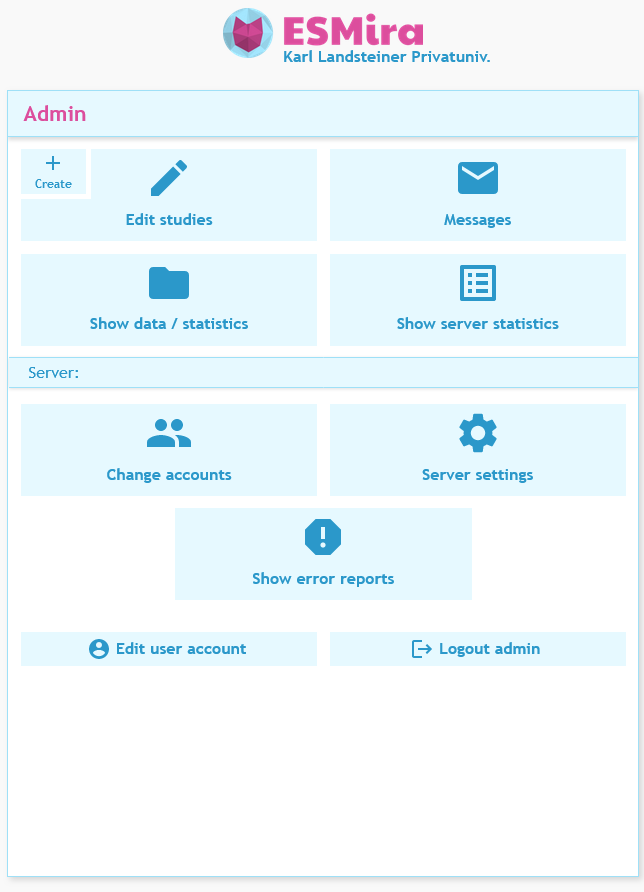 ESMira
Karl Landsteiner Privatuniv.
Admin
Create
Edit studies
Messages
Show data / statistics
Show server statistics
Server:
Change accounts
Server settings
Show error reports
Edit user account
Logout admin